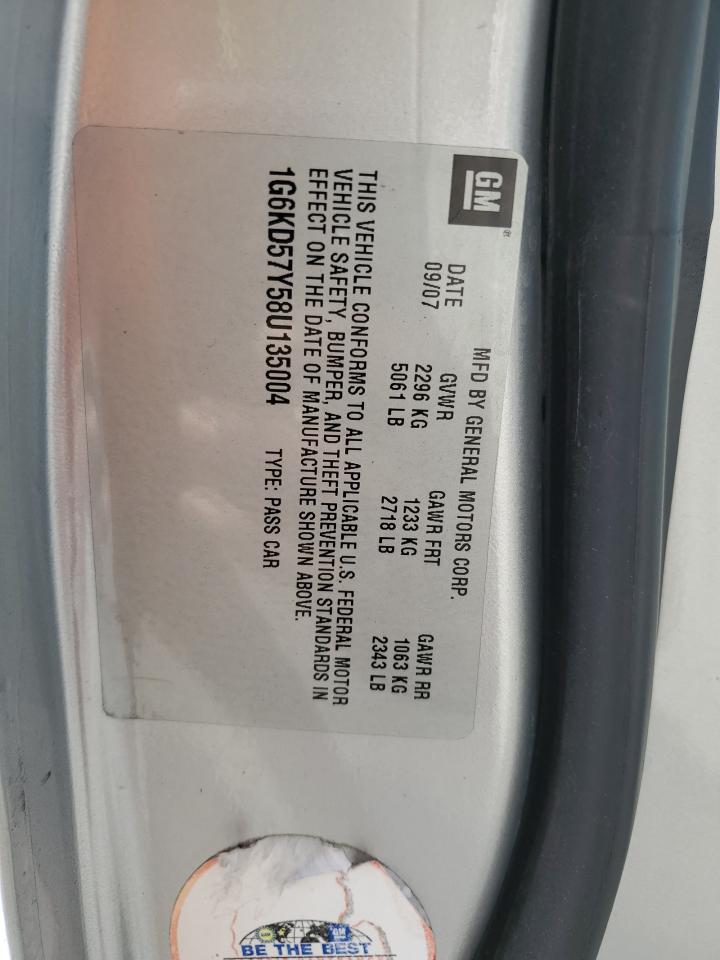 GM
MFD BY GENERAL MOTORS CORP.
DATE GVWR GAWR FRT GAWR RR
09/07 2296 KG 1233 KG 1063 KG
5061 LB 2718 LB 2343 LB
THIS VEHICLE CONFORMS TO ALL APPLICABLE U.S. FEDERAL MOTOR
VEHICLE SAFETY, BUMPER, AND THEFT PREVENTION STANDARDS IN
EFFECT ON THE DATE OF MANUFACTURE SHOWN ABOVE.
1G6KD57Y58U135004 TYPE: PASS CAR
GM
BE THE BEST